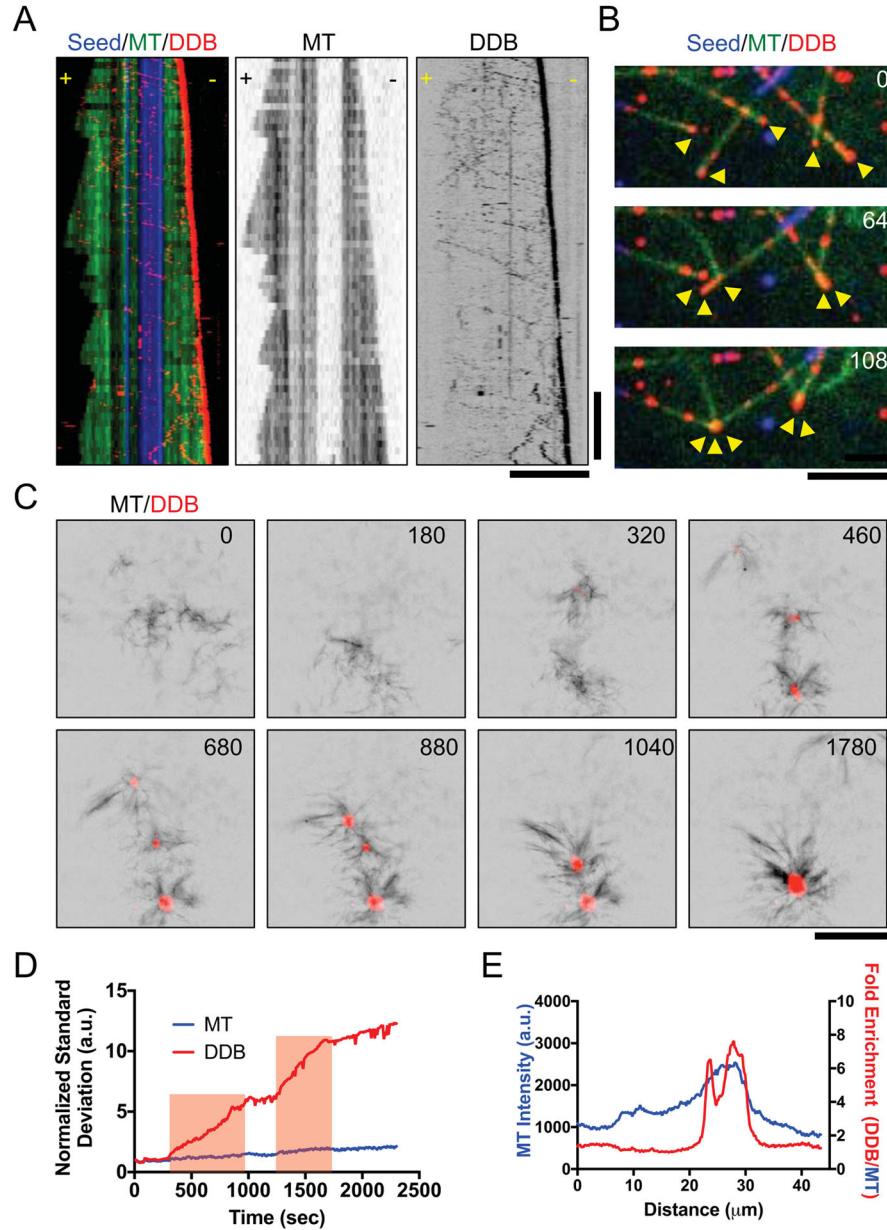 A
Seed/MT/DDB
MT
DDB
+
-
+
-
+
-
B
Seed/MT/DDB
0
64
108
C
MT/DDB
0
180
320
460
680
880
1040
1780
D
Normalized Standard
Deviation (a.u.)
15
10
5
0
MT
DDB
0
500
1000
1500
2000
2500
Time (sec)
E
MT Intensity (a.u.)
4000
3000
2000
1000
0
0
10
20
30
40
Distance (μm)
10
8
6
4
2
0
Fold Enrichment (DDB/MT)